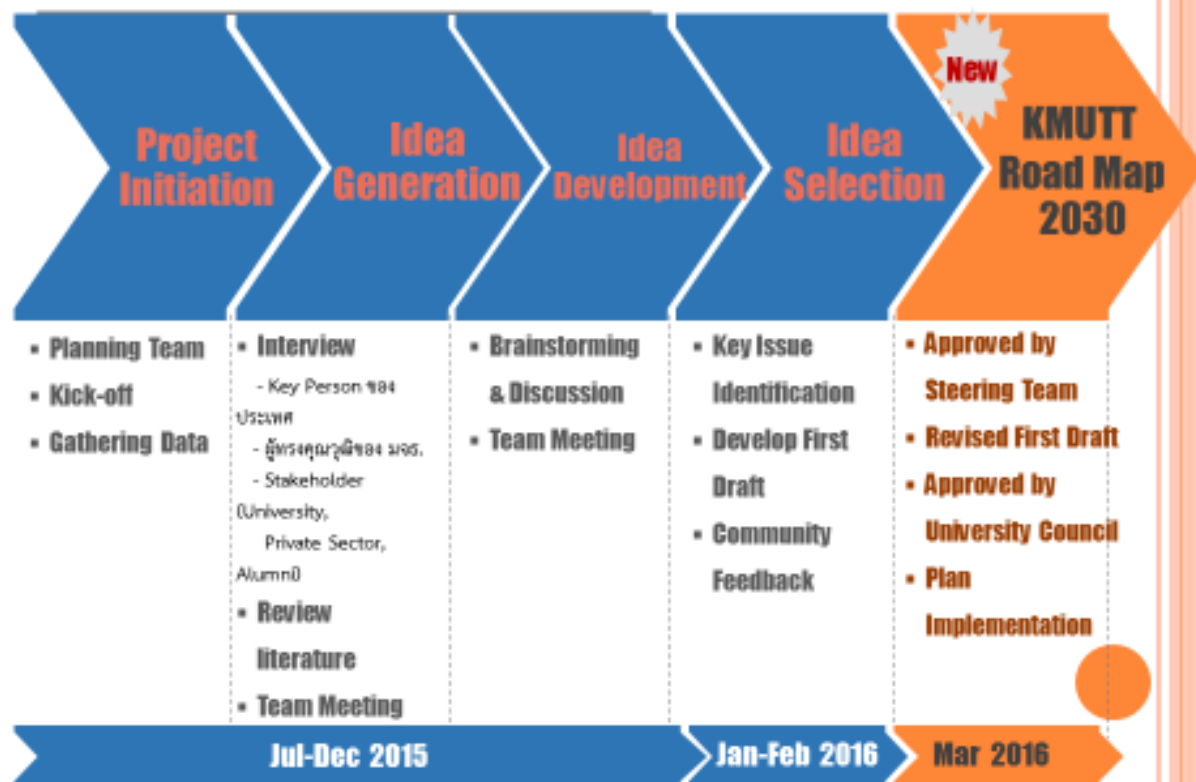 New
Project
Initiation
Idea
Generation
Idea
Development
Idea
Selection
KMUTT
Road Map
2030
▪ Planning Team
▪ Kick-off
▪ Gathering Data
▪ Interview
- Key Person ของ
ประเทศ
- ผู้ทรงคุณวุฒิของ มจธ.
- Stakeholder
(University,
Private Sector,
Alumni)
▪ Review
literature
▪ Team Meeting
▪ Brainstorming
& Discussion
▪ Team Meeting
▪ Key Issue
Identification
▪ Develop First
Draft
▪ Community
Feedback
▪ Approved by
Steering Team
▪ Revised First Draft
▪ Approved by
University Council
▪ Plan
Implementation
Jul-Dec 2015
Jan-Feb 2016
Mar 2016